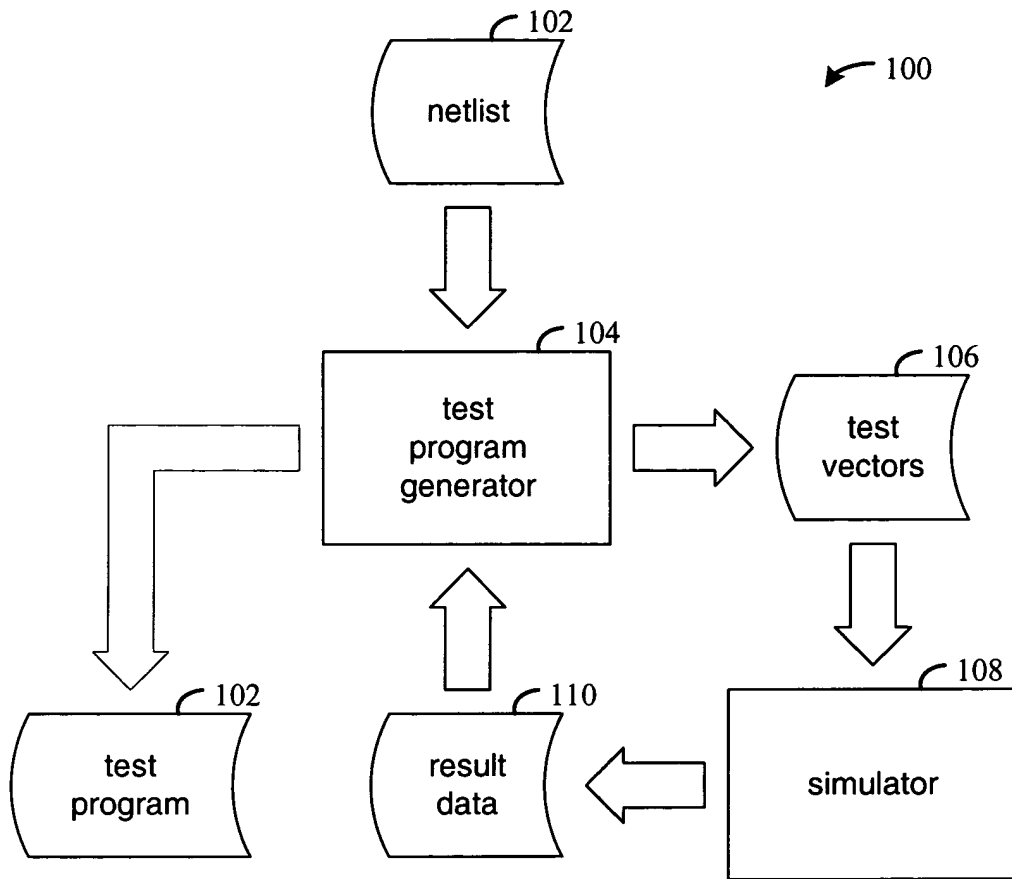 102
100
netlist
104
test
program
generator
106
test
vectors
102
test
program
110
result
data
108
simulator